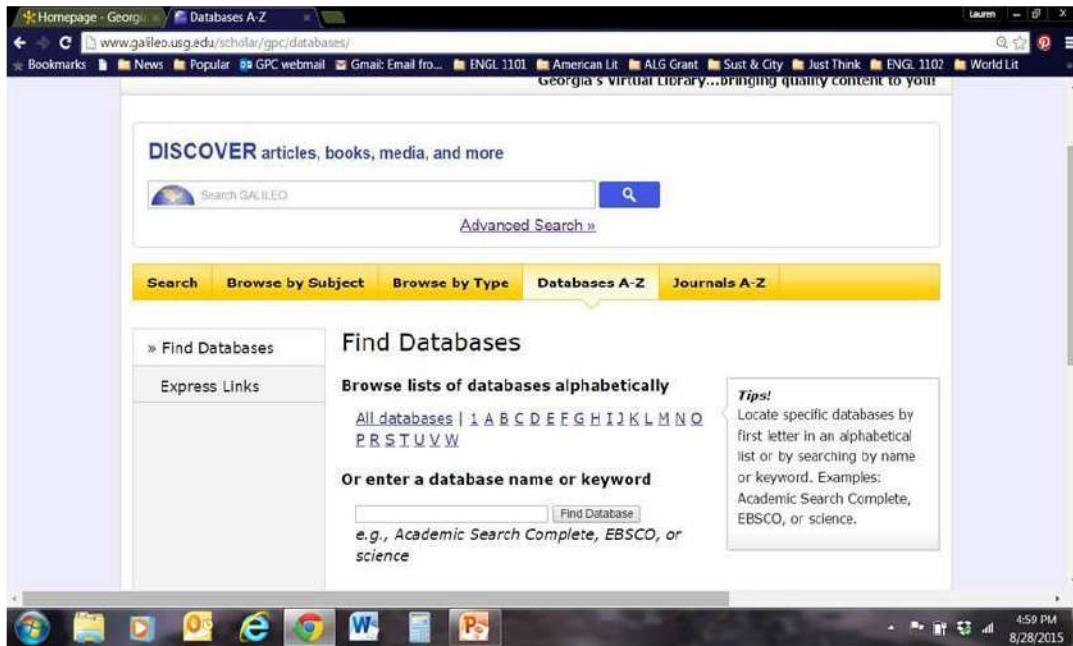 Homepage - Georgi
Databases A-Z
Lauren
www.galileo.usg.edu/scholar/gpc/databases/
Bookmarks News Popular GPC webmail Gmail: Email fro... ENGL 1101 American Lit ALG Grant Sust & City Just Think ENGL 1102 World Lit
Georgia's Virtual Library...bringing quality content to you!
DISCOVER articles, books, media, and more
Search GALILEO
Advanced Search »
Search Browse by Subject Browse by Type Databases A-Z Journals A-Z
» Find Databases
Express Links
Find Databases
Browse lists of databases alphabetically
All databases | 1 A B C D E F G H I J K L M N O
P R S T U V W
Or enter a database name or keyword
Find Database
e.g., Academic Search Complete, EBSCO, or
science
Tips!
Locate specific databases by
first letter in an alphabetical
list or by searching by name
or keyword. Examples:
Academic Search Complete,
EBSCO, or science.
4:59 PM
8/28/2015